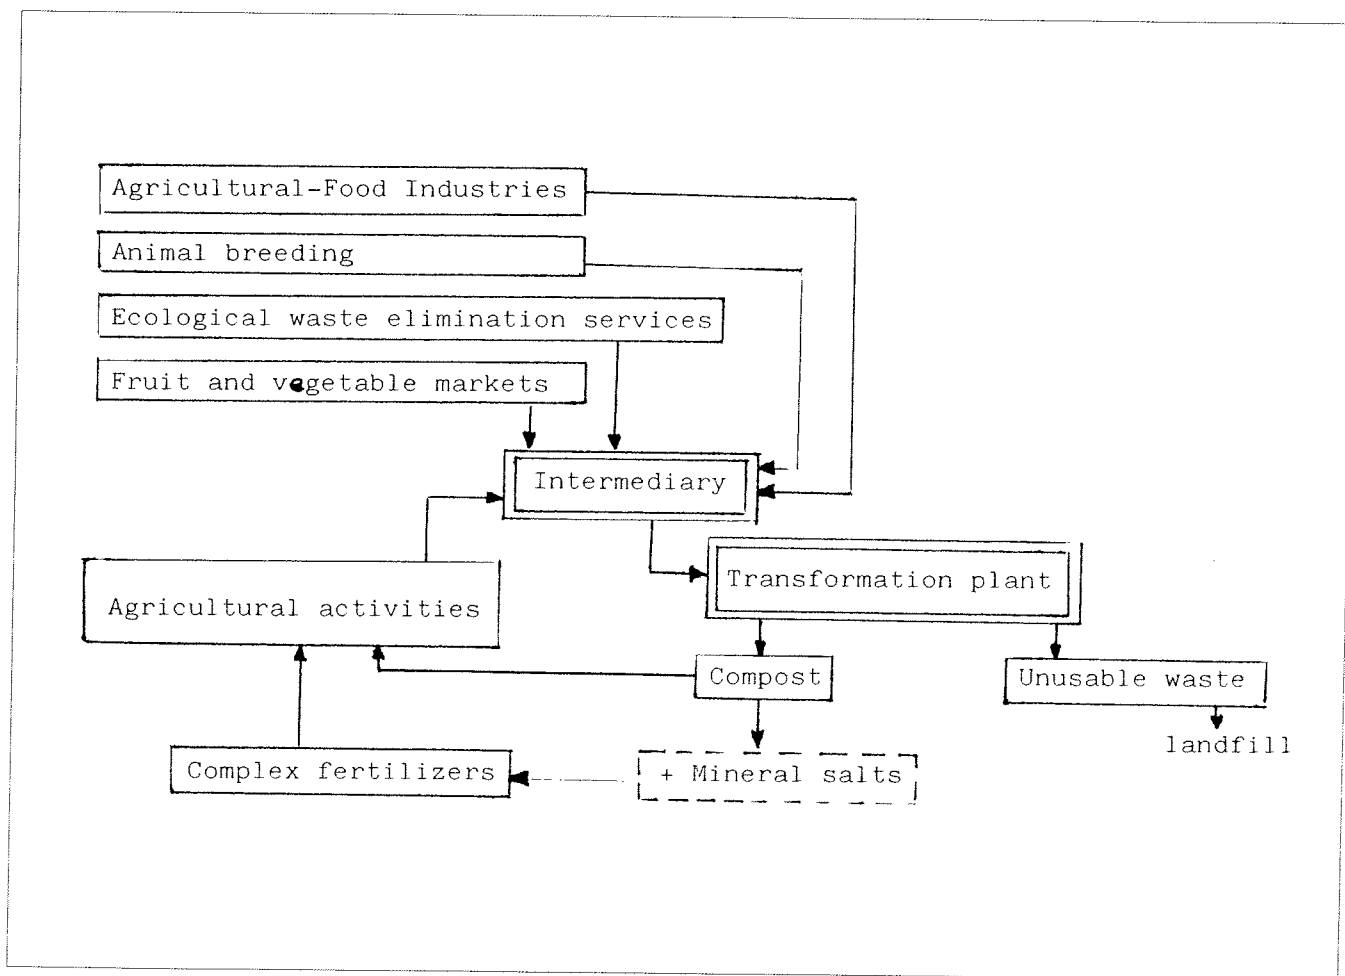 Agricultural-Food Industries
Animal breeding
Ecological waste elimination services
Fruit and vegetable markets
Intermediary
Transformation plant
Agricultural activities
Compost
Unusable waste
landfill
Complex fertilizers
+ Mineral salts